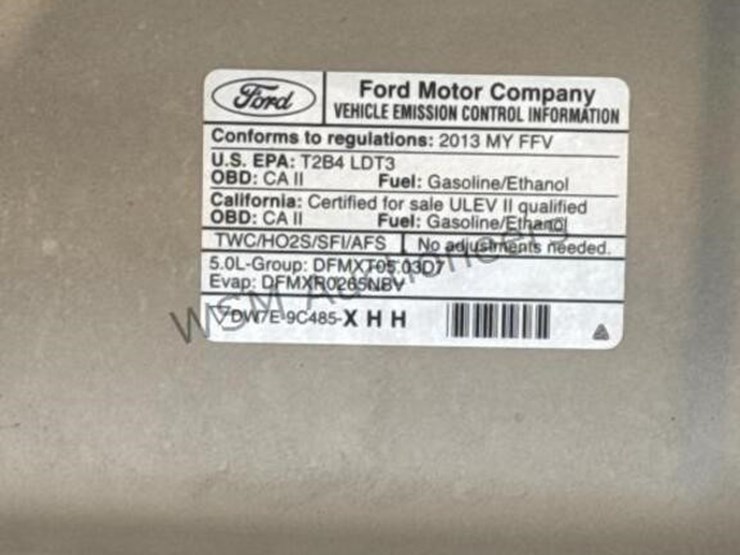 Ford
Ford Motor Company
VEHICLE EMISSION CONTROL INFORMATION
Conforms to regulations: 2013 MY FFV
U.S. EPA: T2B4 LDT3
OBD: CA II Fuel: Gasoline/Ethanol
California: Certified for sale ULEV II qualified
OBD: CA II Fuel: Gasoline/Ethanol
TWC/HO2S/SFI/AFS No adjustments needed.
5.0L-Group: DFMXT05.03D7
Evap: DFMXR0265NBV
DW7E-9C485-X H H
WSM Auctioneers